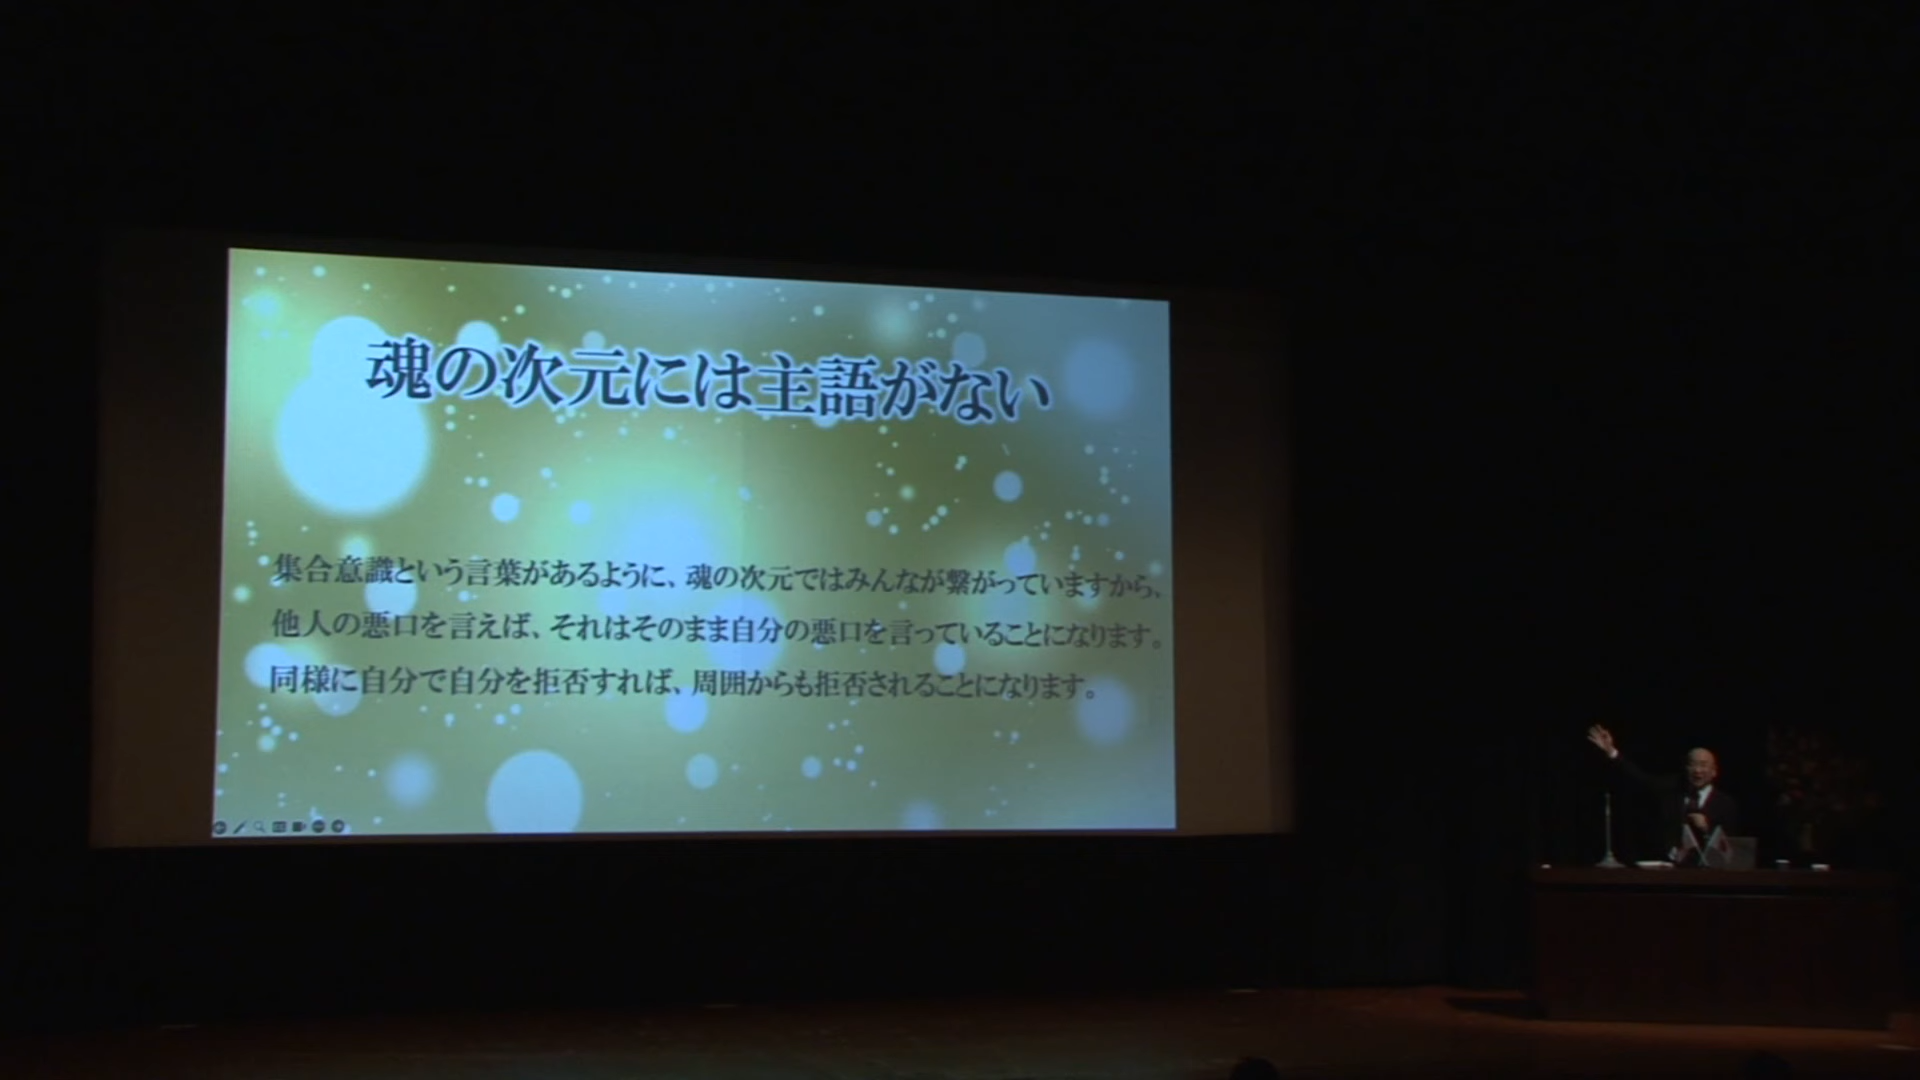 魂の次元には主語がない
集合意識という言葉があるように、魂の次元ではみんなが繋がっていますから、
他人の悪口を言えば、それはそのまま自分の悪口を言っていることになります。
同様に自分で自分を拒否すれば、周囲からも拒否されることになります。